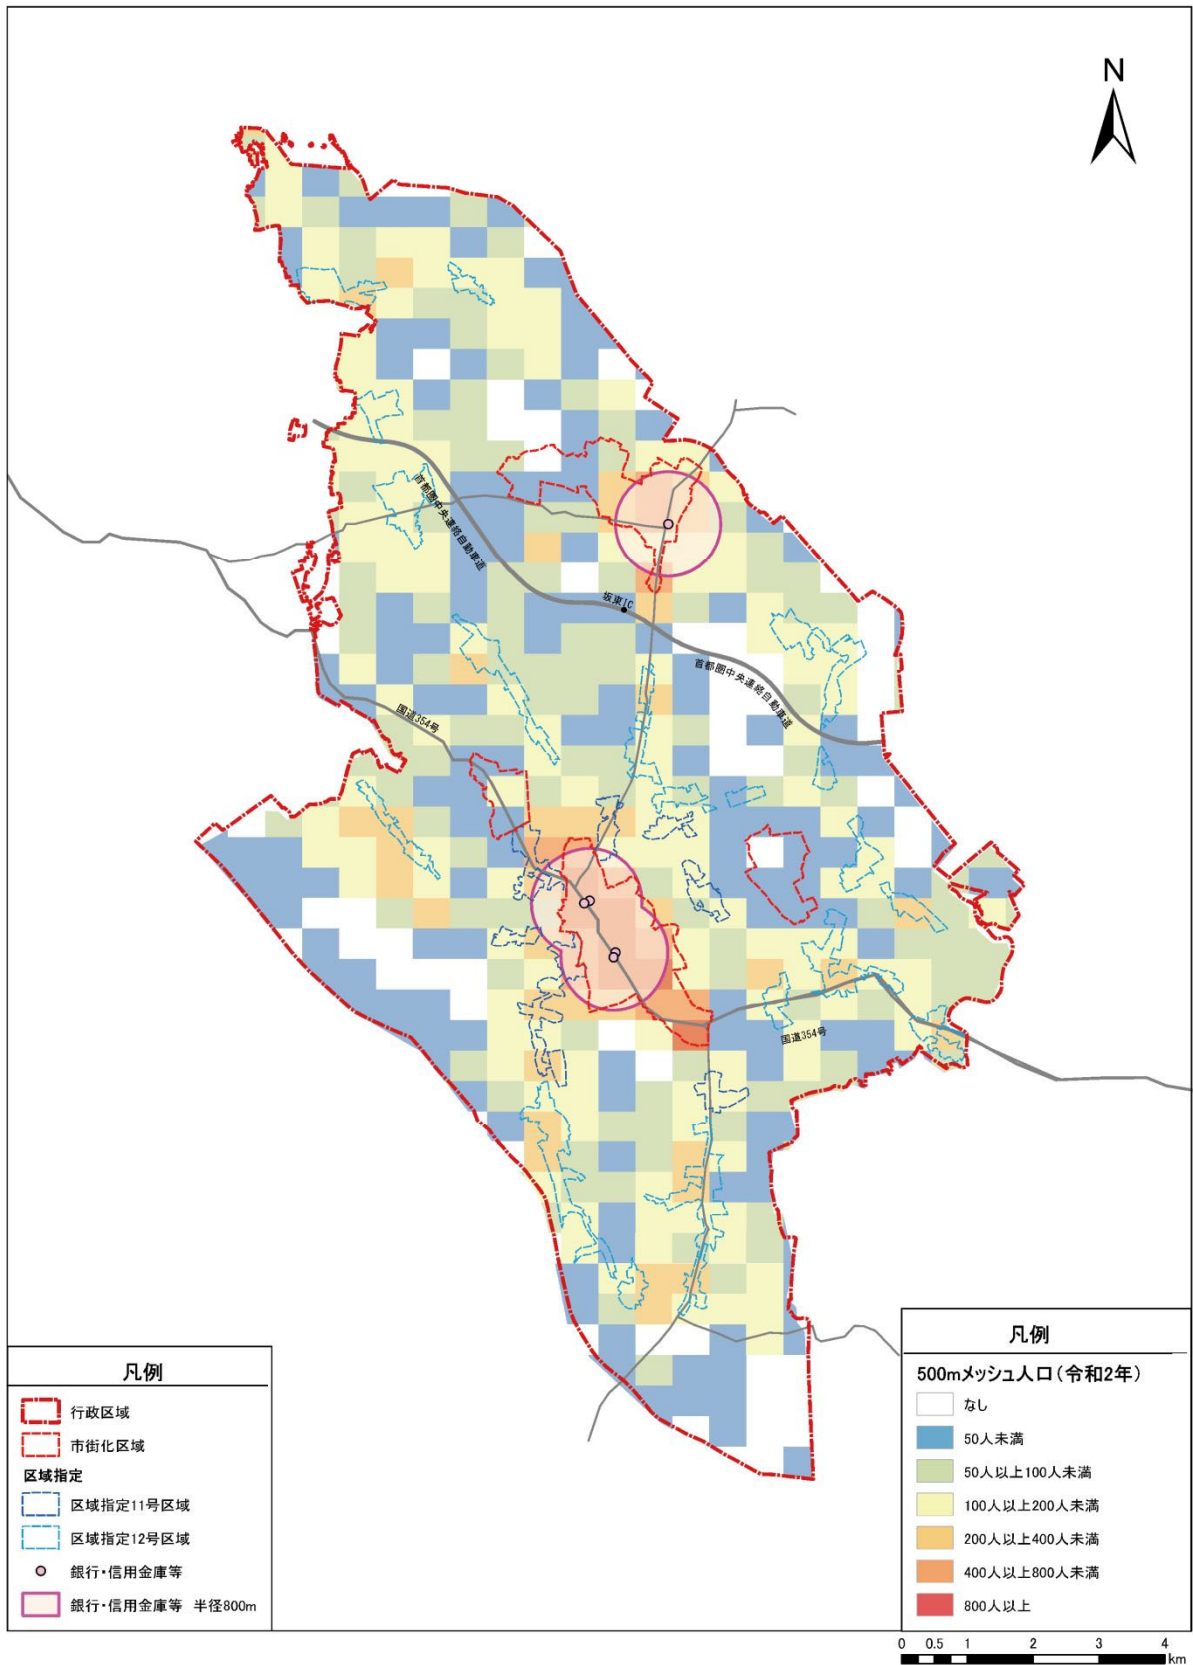 N
首都圏中央連絡自動車道
坂東IC
首都圏中央連絡自動車道
国道354号
国道354号
凡例
行政区域
市街化区域
区域指定
区域指定11号区域
区域指定12号区域
銀行・信用金庫等
銀行・信用金庫等 半径800m
凡例
500mメッシュ人口(令和2年)
なし
50人未満
50人以上100人未満
100人以上200人未満
200人以上400人未満
400人以上800人未満
800人以上
0 0.5 1 2 3 4
km